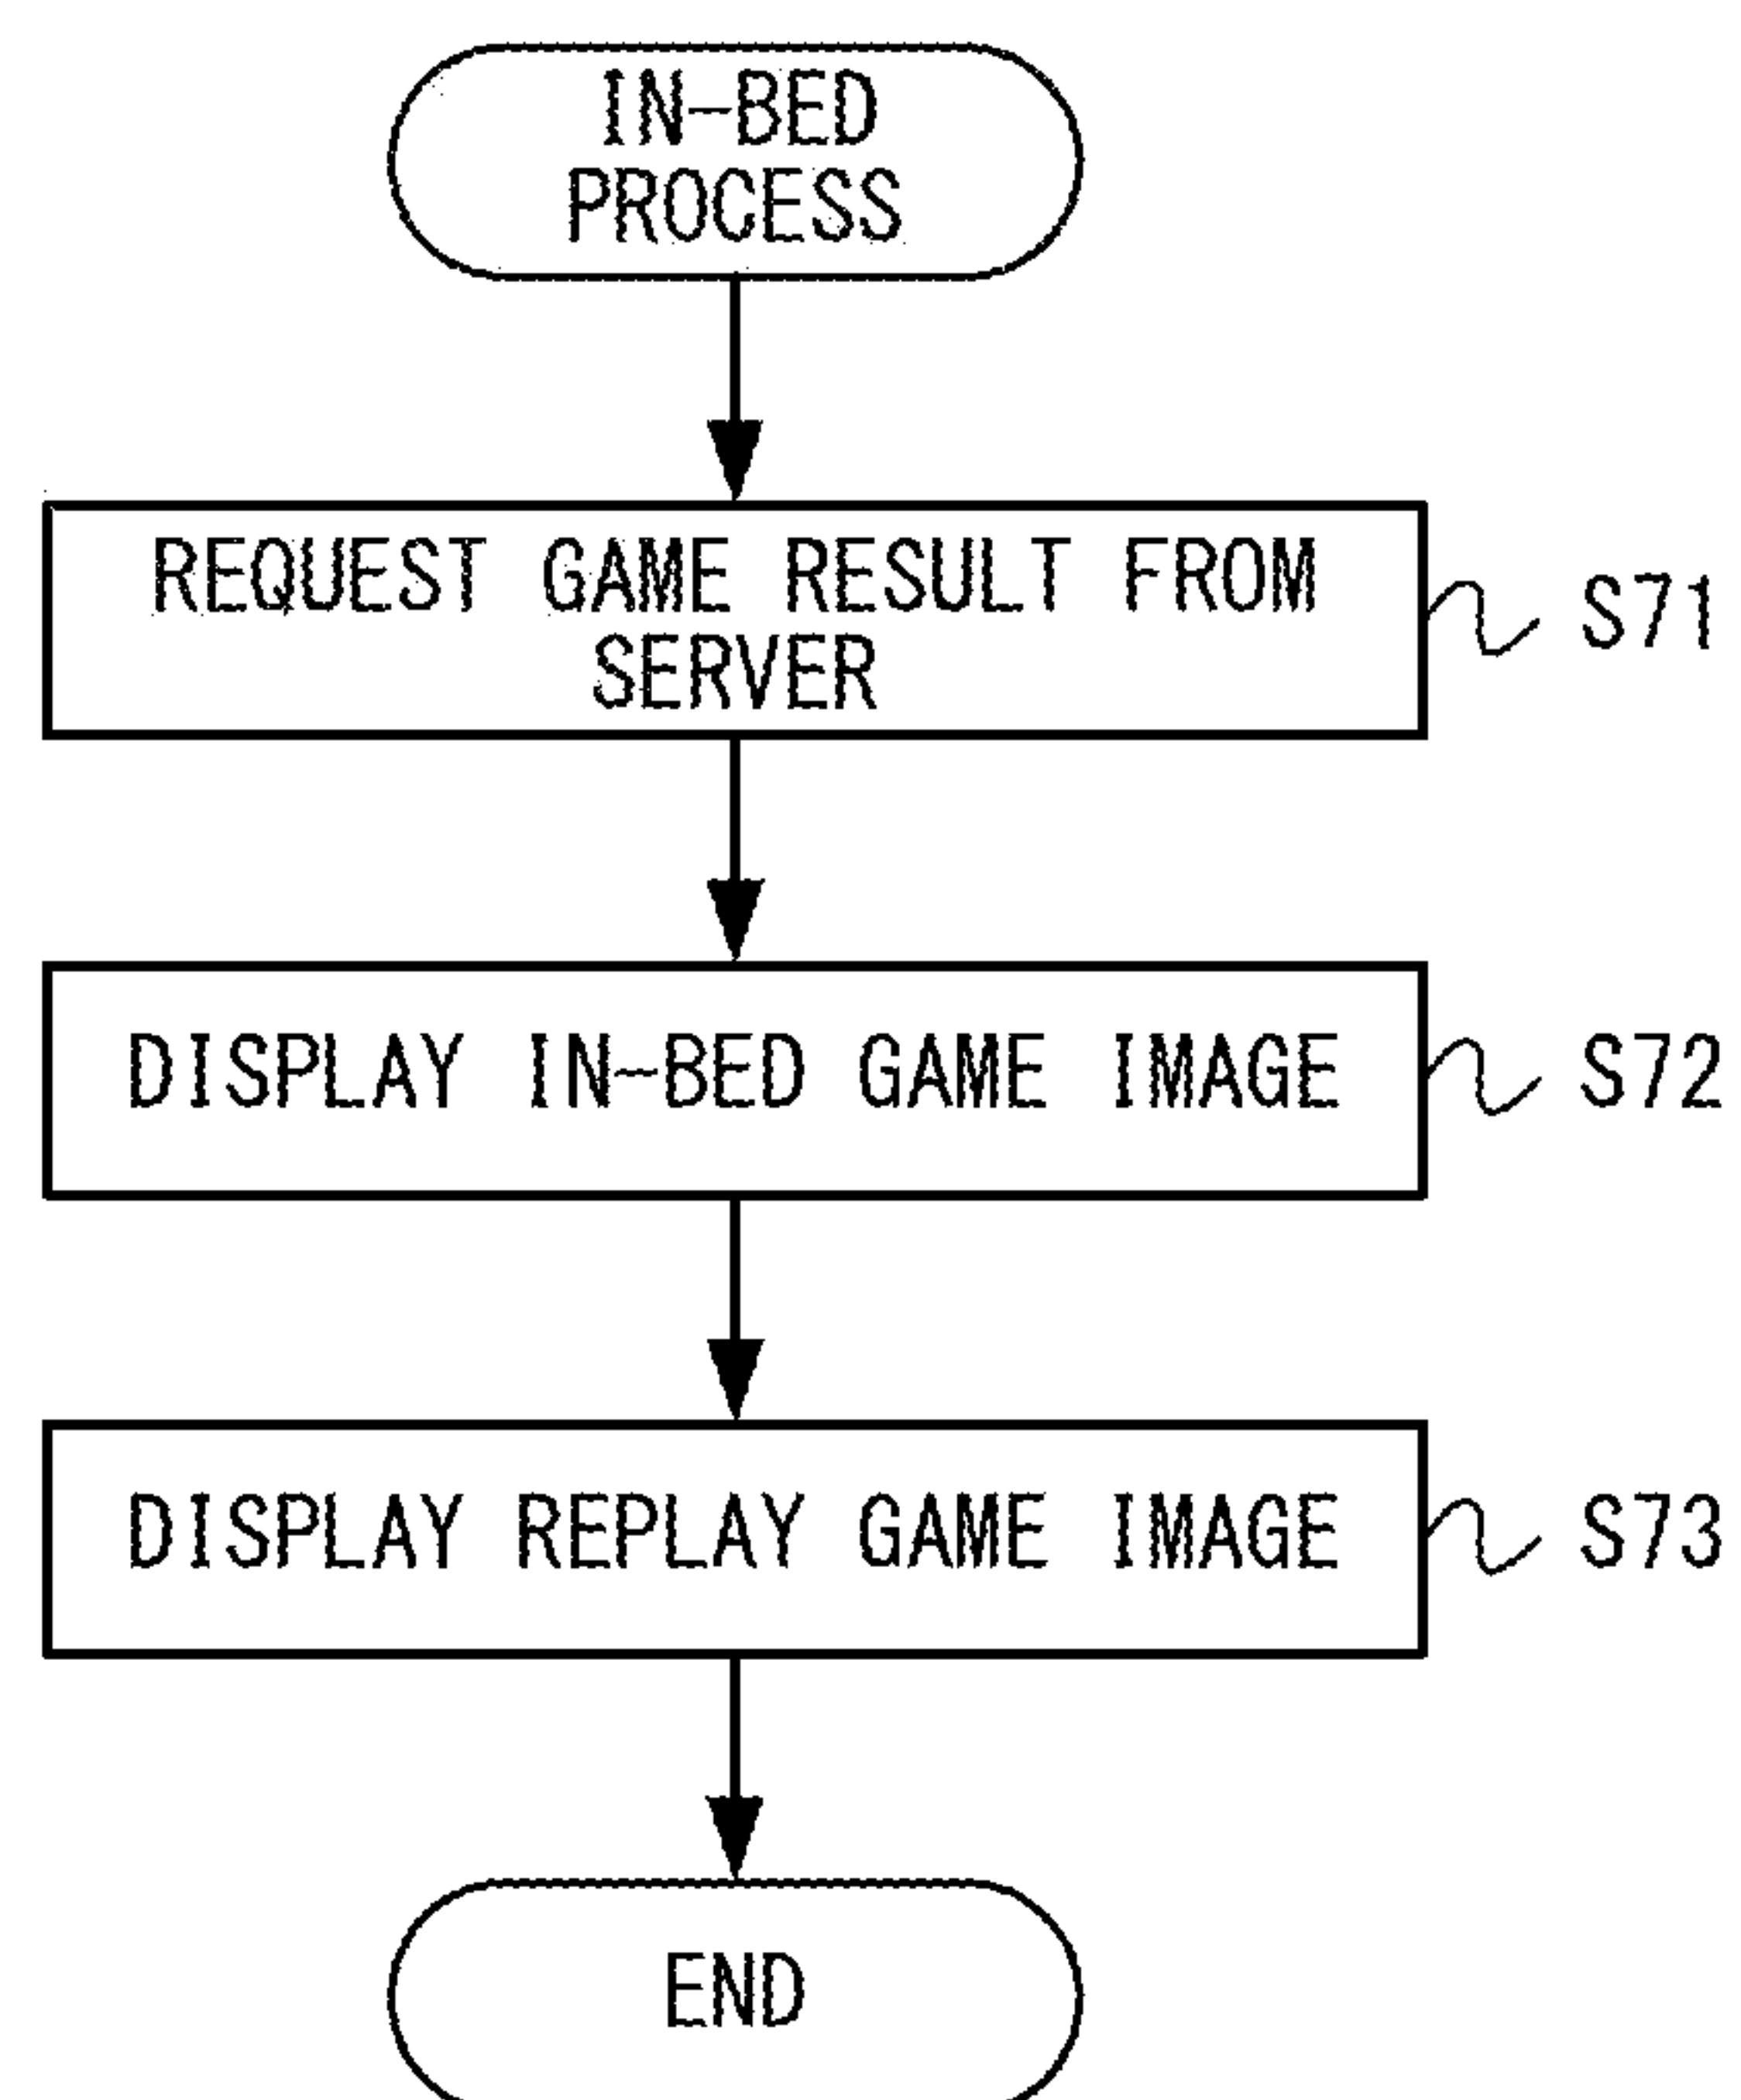 IN-BED
PROCESS
REQUEST GAME RESULT FROM
SERVER
S71
DISPLAY IN-BED GAME IMAGE
S72
DISPLAY REPLAY GAME IMAGE
S73
END